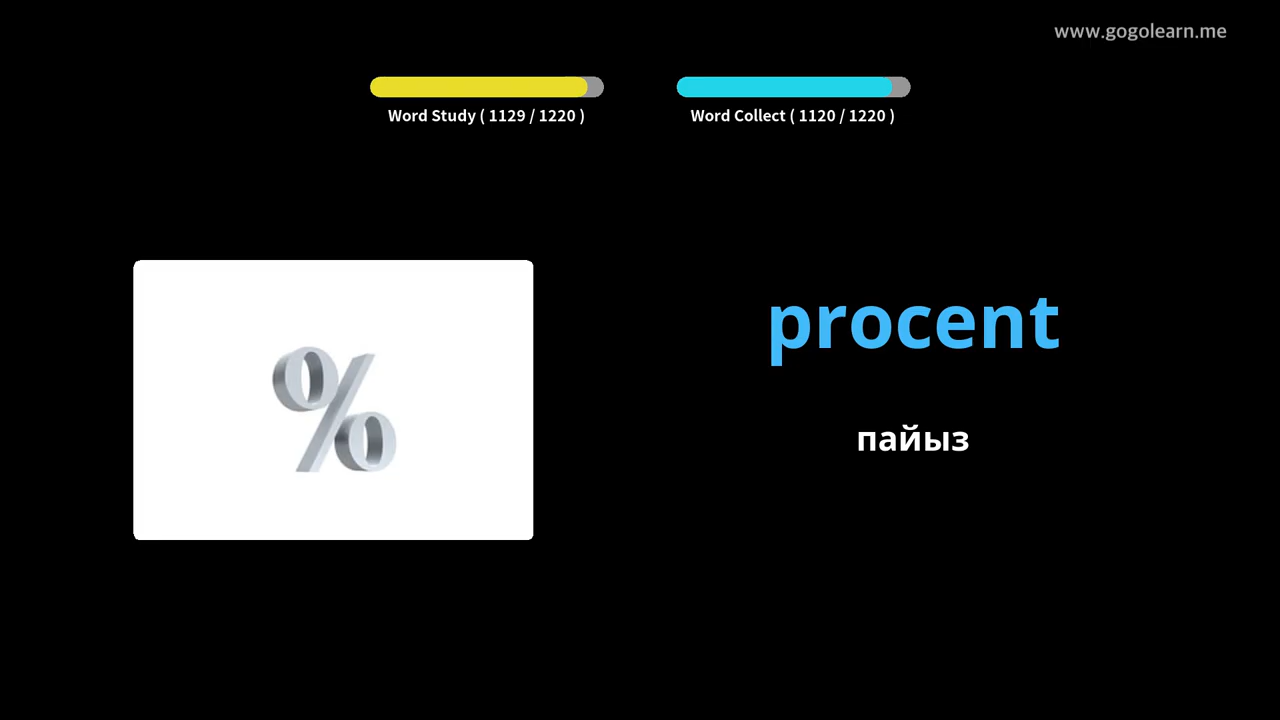 www.gogolearn.me
Word Study ( 1129 / 1220 )
Word Collect ( 1120 / 1220 )
%
procent
пайыз